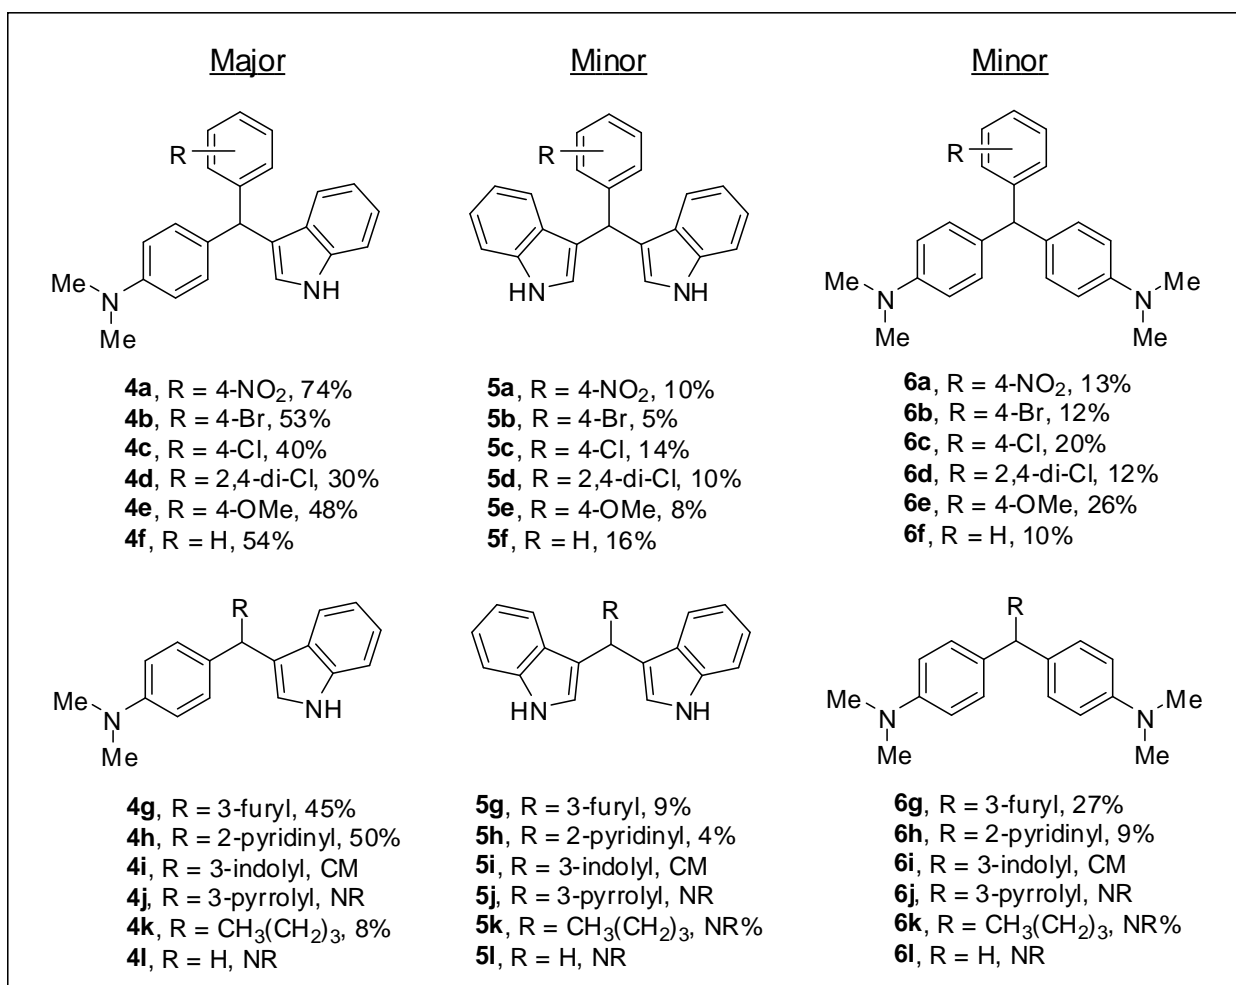 Major
Minor
Minor
R
Me
N
Me
NH
R
HN
NH
R
Me
N
Me
N
Me
Me
4a, R = 4-NO2, 74%
4b, R = 4-Br, 53%
4c, R = 4-Cl, 40%
4d, R = 2,4-di-Cl, 30%
4e, R = 4-OMe, 48%
4f, R = H, 54%
5a, R = 4-NO2, 10%
5b, R = 4-Br, 5%
5c, R = 4-Cl, 14%
5d, R = 2,4-di-Cl, 10%
5e, R = 4-OMe, 8%
5f, R = H, 16%
6a, R = 4-NO2, 13%
6b, R = 4-Br, 12%
6c, R = 4-Cl, 20%
6d, R = 2,4-di-Cl, 12%
6e, R = 4-OMe, 26%
6f, R = H, 10%
R
Me
N
Me
NH
R
HN
NH
R
Me
N
Me
N
Me
Me
4g, R = 3-furyl, 45%
4h, R = 2-pyridinyl, 50%
4i, R = 3-indolyl, CM
4j, R = 3-pyrrolyl, NR
4k, R = CH3(CH2)3, 8%
4l, R = H, NR
5g, R = 3-furyl, 9%
5h, R = 2-pyridinyl, 4%
5i, R = 3-indolyl, CM
5j, R = 3-pyrrolyl, NR
5k, R = CH3(CH2)3, NR%
5l, R = H, NR
6g, R = 3-furyl, 27%
6h, R = 2-pyridinyl, 9%
6i, R = 3-indolyl, CM
6j, R = 3-pyrrolyl, NR
6k, R = CH3(CH2)3, NR%
6l, R = H, NR